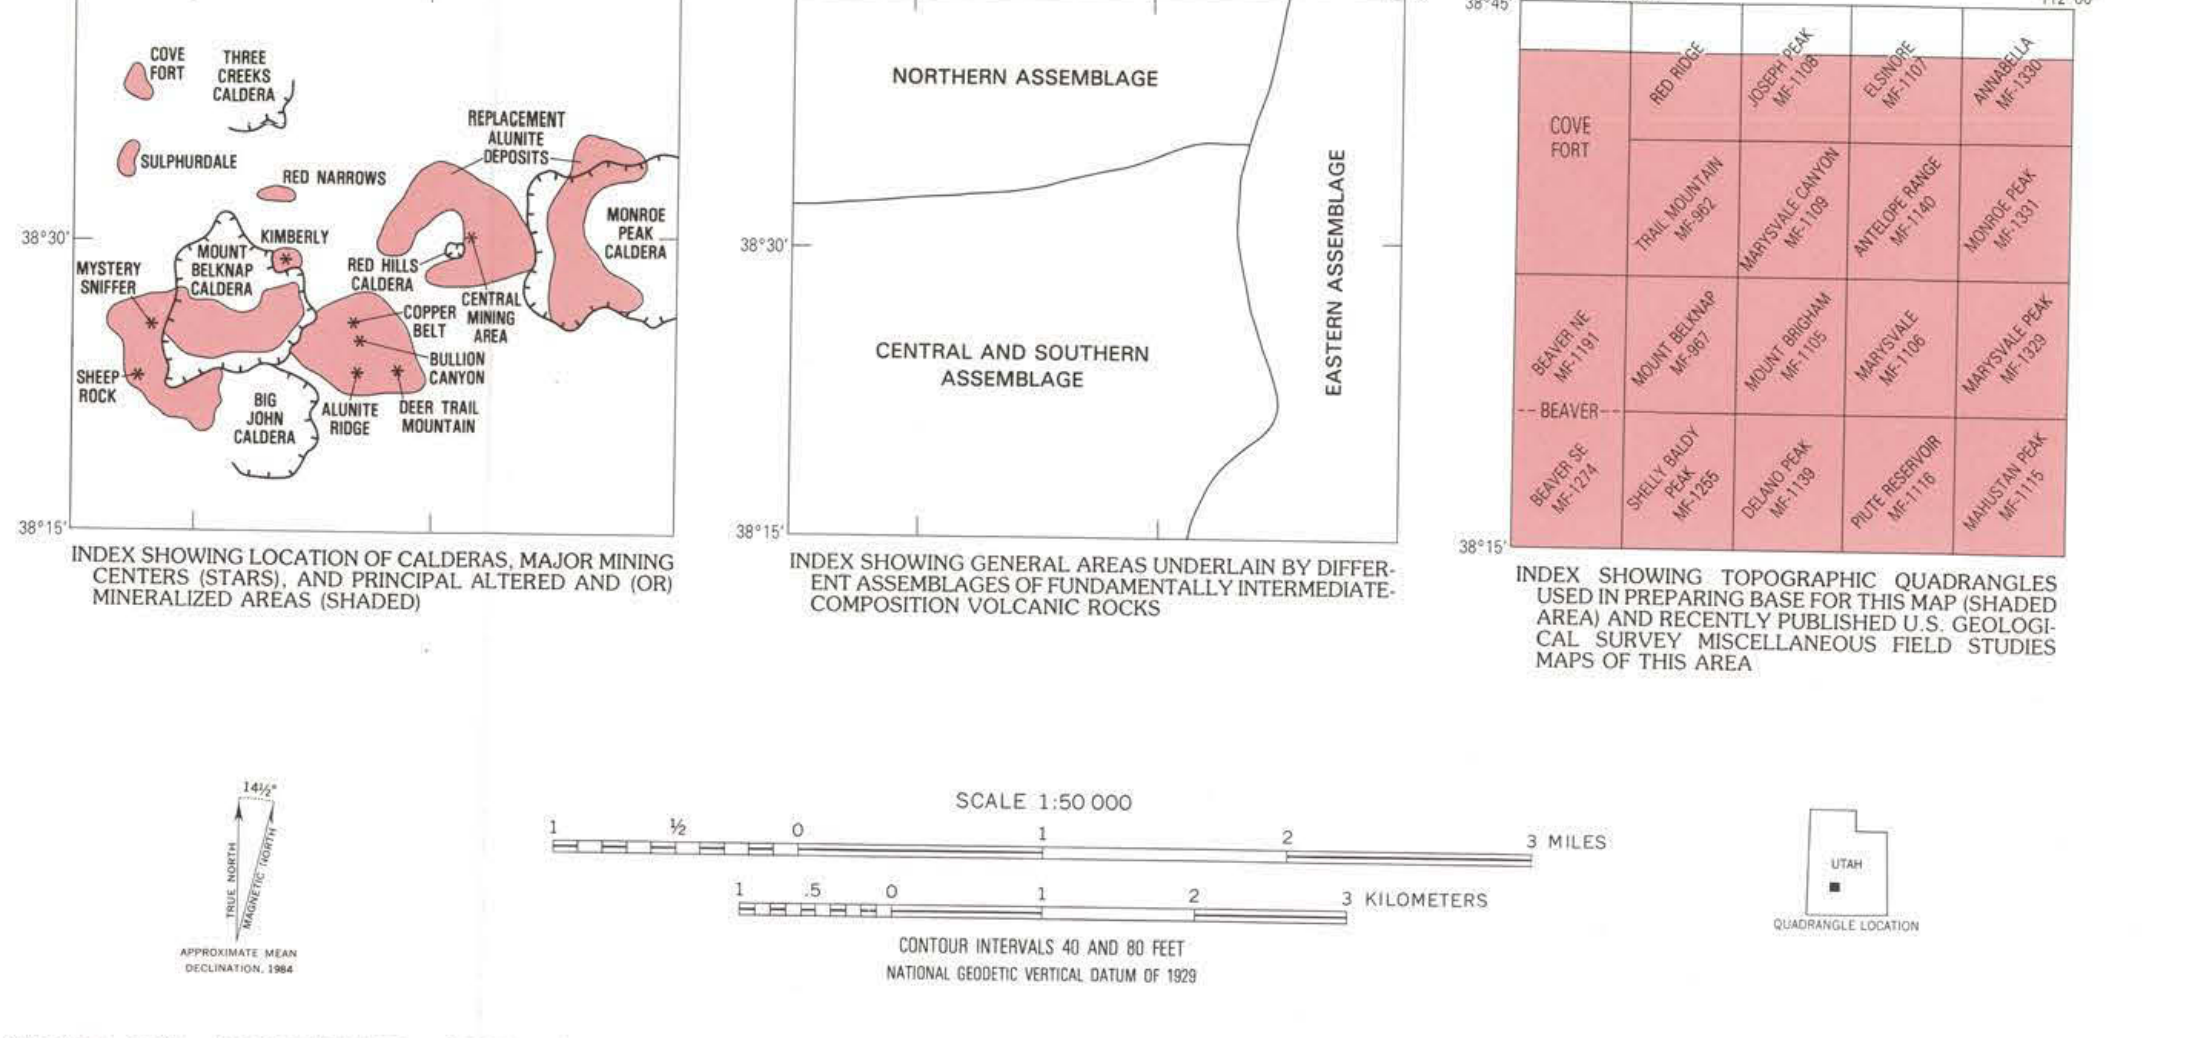 COVE
FORT
THREE
CREEKS
CALDERA
SULPHURDALE
RED NARROWS
REPLACEMENT
ALUNITE
DEPOSITS
MONROE
PEAK
CALDERA
38°30'
KIMBERLY
MOUNT
BELKNAP
CALDERA
MYSTERY
SNIFFER
RED HILLS
CALDERA
CENTRAL
MINING
AREA
COPPER
BELT
BULLION
CANYON
SHEEP
ROCK
BIG
JOHN
CALDERA
ALUNITE
RIDGE
DEER TRAIL
MOUNTAIN
38°15'
INDEX SHOWING LOCATION OF CALDERAS, MAJOR MINING
CENTERS (STARS), AND PRINCIPAL ALTERED AND (OR)
MINERALIZED AREAS (SHADED)
NORTHERN ASSEMBLAGE
38°30'
CENTRAL AND SOUTHERN
ASSEMBLAGE
EASTERN ASSEMBLAGE
38°15'
INDEX SHOWING GENERAL AREAS UNDERLAIN BY DIFFER-
ENT ASSEMBLAGES OF FUNDAMENTALLY INTERMEDIATE-
COMPOSITION VOLCANIC ROCKS
38°45'
COVE
FORT
RED RIDGE
JOSEPH PEAK
MF-1108
ELSINORE
MF-1107
ANNABELLA
MF-1330
TRAIL MOUNTAIN
MF-962
MARYSVALE CANYON
MF-1109
ANTELOPE RANGE
MF-1140
MONROE PEAK
MF-1331
BEAVER NE
MF-1191
MOUNT BELKNAP
MF-967
MOUNT BRIGHAM
MF-1105
MARYSVALE
MF-1106
MARYSVALE PEAK
MF-1329
--BEAVER--
BEAVER SE
MF-1274
SHELLY BALDY
PEAK
MF-1255
DELANO PEAK
MF-1139
PIUTE RESERVOIR
MF-1116
MAHUSTAN PEAK
MF-1115
38°15'
INDEX SHOWING TOPOGRAPHIC QUADRANGLES
USED IN PREPARING BASE FOR THIS MAP (SHADED
AREA) AND RECENTLY PUBLISHED U.S. GEOLOGI-
CAL SURVEY MISCELLANEOUS FIELD STUDIES
MAPS OF THIS AREA
14½°
TRUE NORTH
MAGNETIC NORTH
APPROXIMATE MEAN
DECLINATION, 1984
SCALE 1:50 000
1 ½ 0 1 2 3 MILES
1 .5 0 1 2 3 KILOMETERS
CONTOUR INTERVALS 40 AND 80 FEET
NATIONAL GEODETIC VERTICAL DATUM OF 1929
UTAH
QUADRANGLE LOCATION